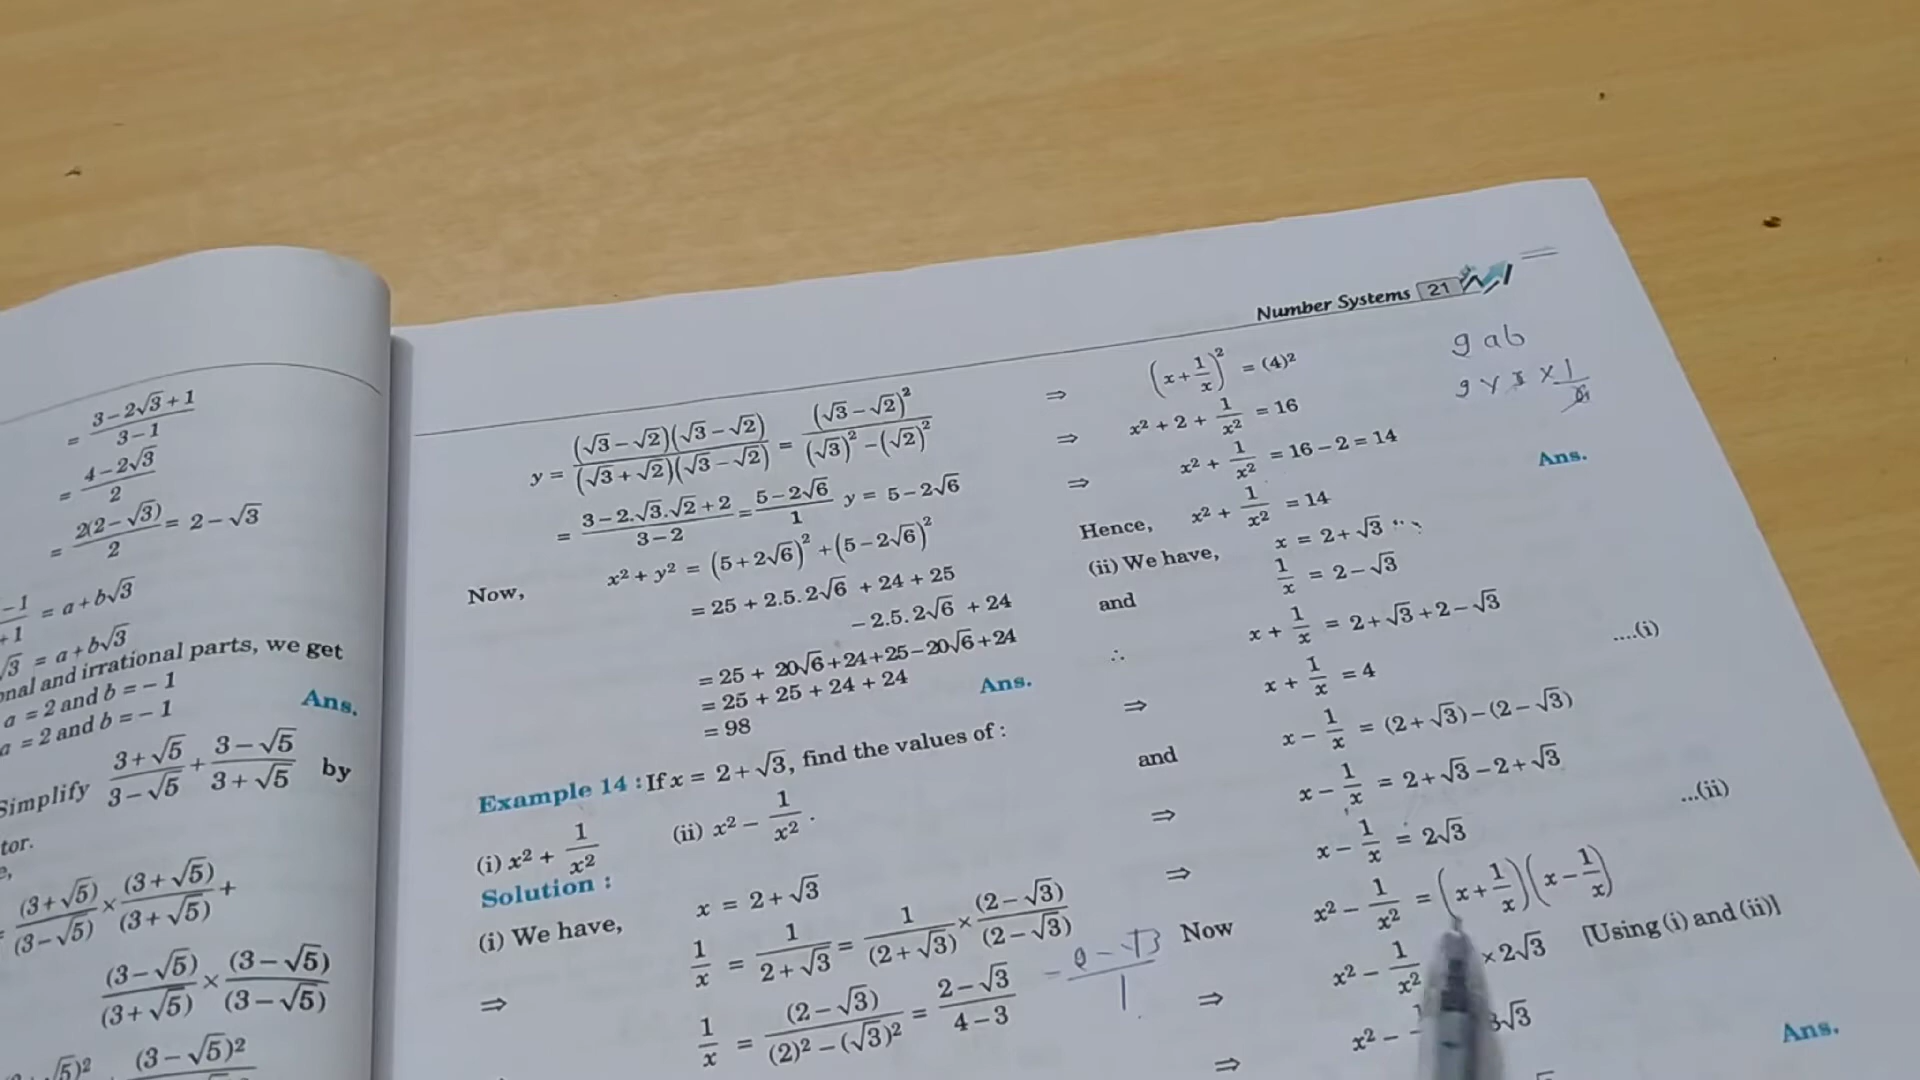 Number Systems 21
= (3 − 2√3 + 1)/(3 − 1)
= (4 − 2√3)/2
= 2(2 − √3)/2 = 2 − √3
= a + b√3
√3 = a + b√3
and irrational parts, we get
a = 2 and b = − 1
a = 2 and b = − 1 Ans.
Simplify (3 + √5)/(3 − √5) + (3 − √5)/(3 + √5) by
tor.
(3 + √5)/(3 − √5) × (3 + √5)/(3 + √5) +
(3 − √5)/(3 + √5) × (3 − √5)/(3 − √5)
(3 − √5)²
y = (√3 − √2)(√3 − √2)/(√3 + √2)(√3 − √2) = (√3 − √2)²/(√3)² − (√2)²
= (3 − 2.√3.√2 + 2)/(3 − 2) = (5 − 2√6)/1 y = 5 − 2√6
Now, x² + y² = (5 + 2√6)² + (5 − 2√6)²
= 25 + 2.5. 2√6 + 24 + 25
− 2.5. 2√6 + 24
= 25 + 20√6 + 24 + 25 − 20√6 + 24
= 25 + 25 + 24 + 24
= 98 Ans.
Example 14 : If x = 2 + √3, find the values of :
(i) x² + 1/x² (ii) x² − 1/x².
Solution :
(i) We have, x = 2 + √3
⇒ 1/x = 1/(2 + √3) = 1/(2 + √3) × (2 − √3)/(2 − √3)
1/x = (2 − √3)/(2)² − (√3)² = (2 − √3)/(4 − 3)
⇒ (x + 1/x)² = (4)²
⇒ x² + 2 + 1/x² = 16
⇒ x² + 1/x² = 16 − 2 = 14
Hence, x² + 1/x² = 14 Ans.
(ii) We have, x = 2 + √3
and 1/x = 2 − √3
∴ x + 1/x = 2 + √3 + 2 − √3
⇒ x + 1/x = 4 ....(i)
and x − 1/x = (2 + √3) − (2 − √3)
⇒ x − 1/x = 2 + √3 − 2 + √3
⇒ x − 1/x = 2√3 ...(ii)
Now x² − 1/x² = (x + 1/x)(x − 1/x)
⇒ x² − 1/x² × 2√3 [Using (i) and (ii)]
⇒ x² − √3 Ans.